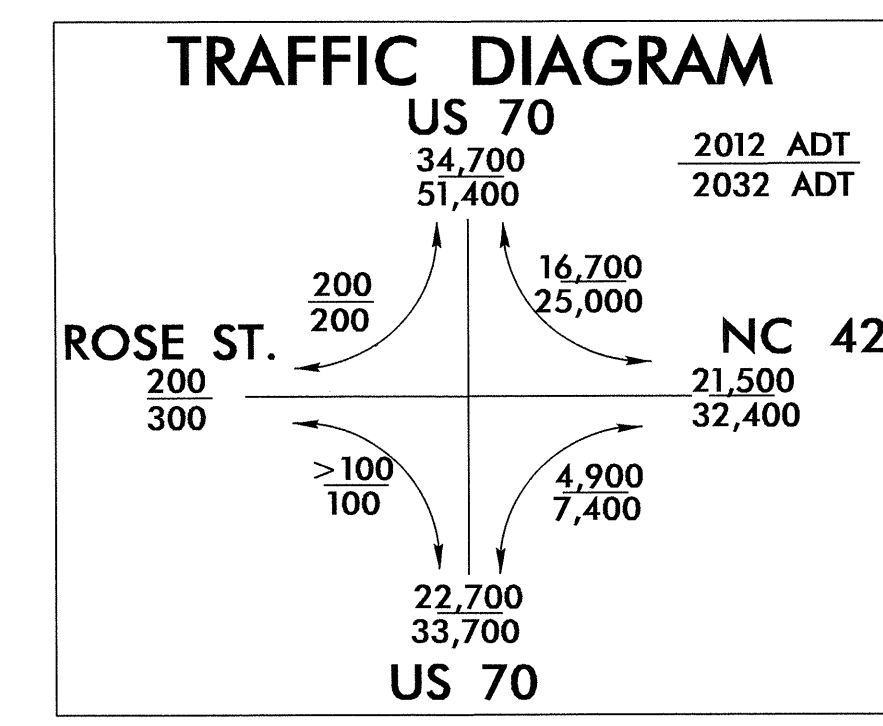 TRAFFIC DIAGRAM
US 70
34,700
51,400
2012 ADT
2032 ADT
200
200
16,700
25,000
ROSE ST.
200
300
NC 42
21,500
32,400
>100
100
4,900
7,400
22,700
33,700
US 70